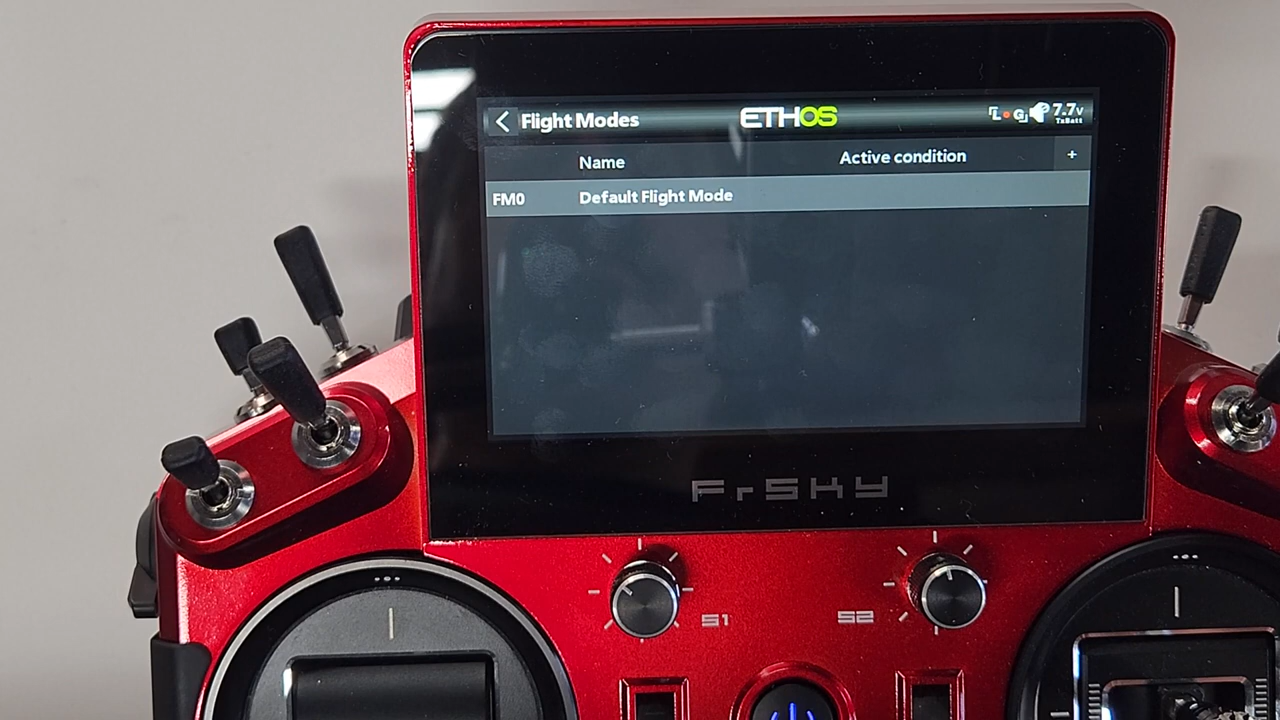 Flight Modes
ETHOS
L G
7.7v
TxBatt
Name
Active condition
+
FM0
Default Flight Mode
FrSKY
S1
S2